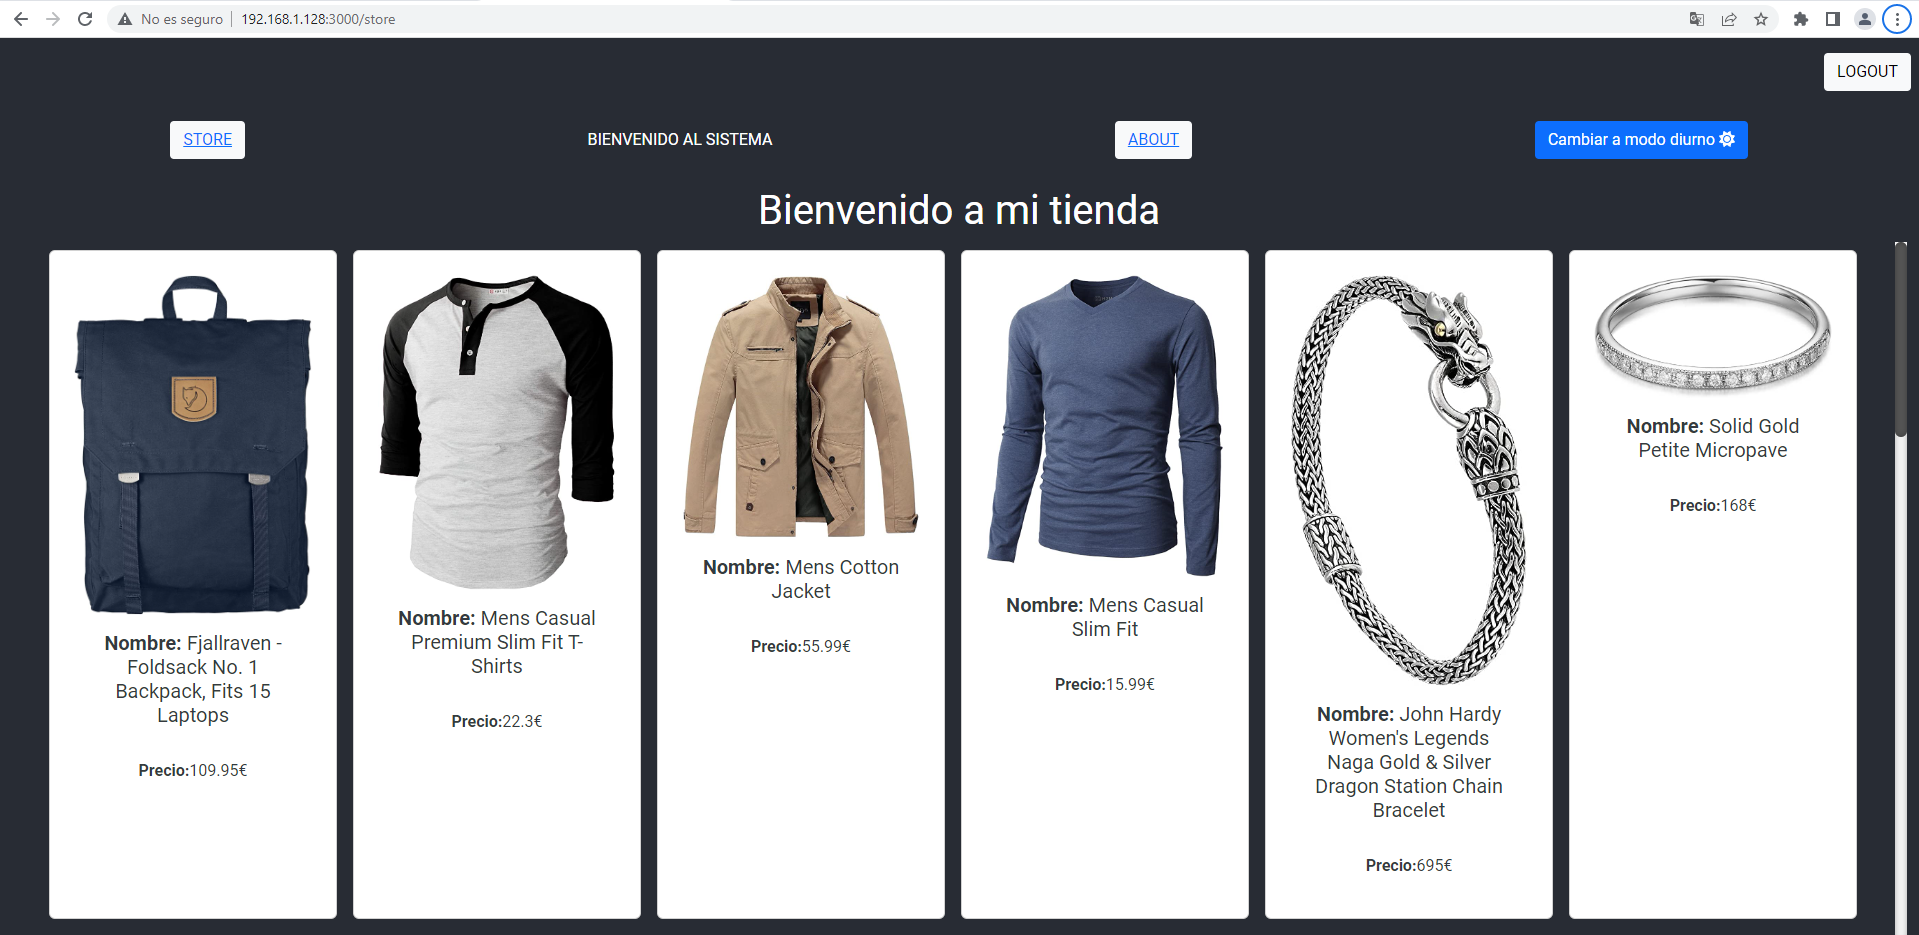 No es seguro
192.168.1.128:3000/store
LOGOUT
STORE
BIENVENIDO AL SISTEMA
ABOUT
Cambiar a modo diurno
Bienvenido a mi tienda
Nombre: Fjallraven -
Foldsack No. 1
Backpack, Fits 15
Laptops
Precio:109.95€
Nombre: Mens Casual
Premium Slim Fit T-
Shirts
Precio:22.3€
Nombre: Mens Cotton
Jacket
Precio:55.99€
Nombre: Mens Casual
Slim Fit
Precio:15.99€
Nombre: John Hardy
Women's Legends
Naga Gold & Silver
Dragon Station Chain
Bracelet
Precio:695€
Nombre: Solid Gold
Petite Micropave
Precio:168€